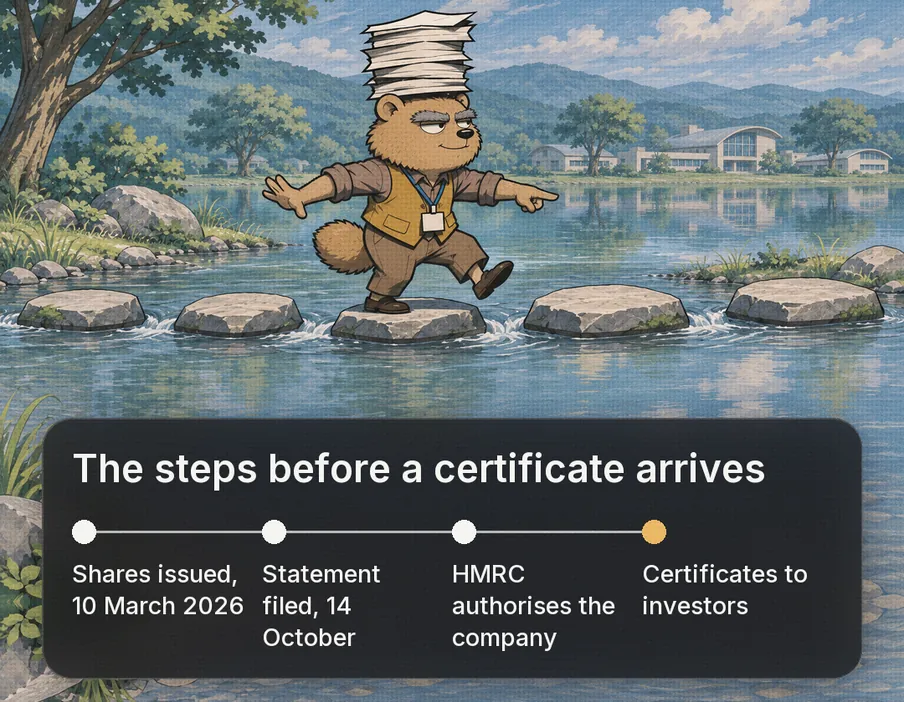 The steps before a certificate arrives
Shares issued,
10 March 2026
Statement
filed, 14
October
HMRC
authorises the
company
Certificates to
investors